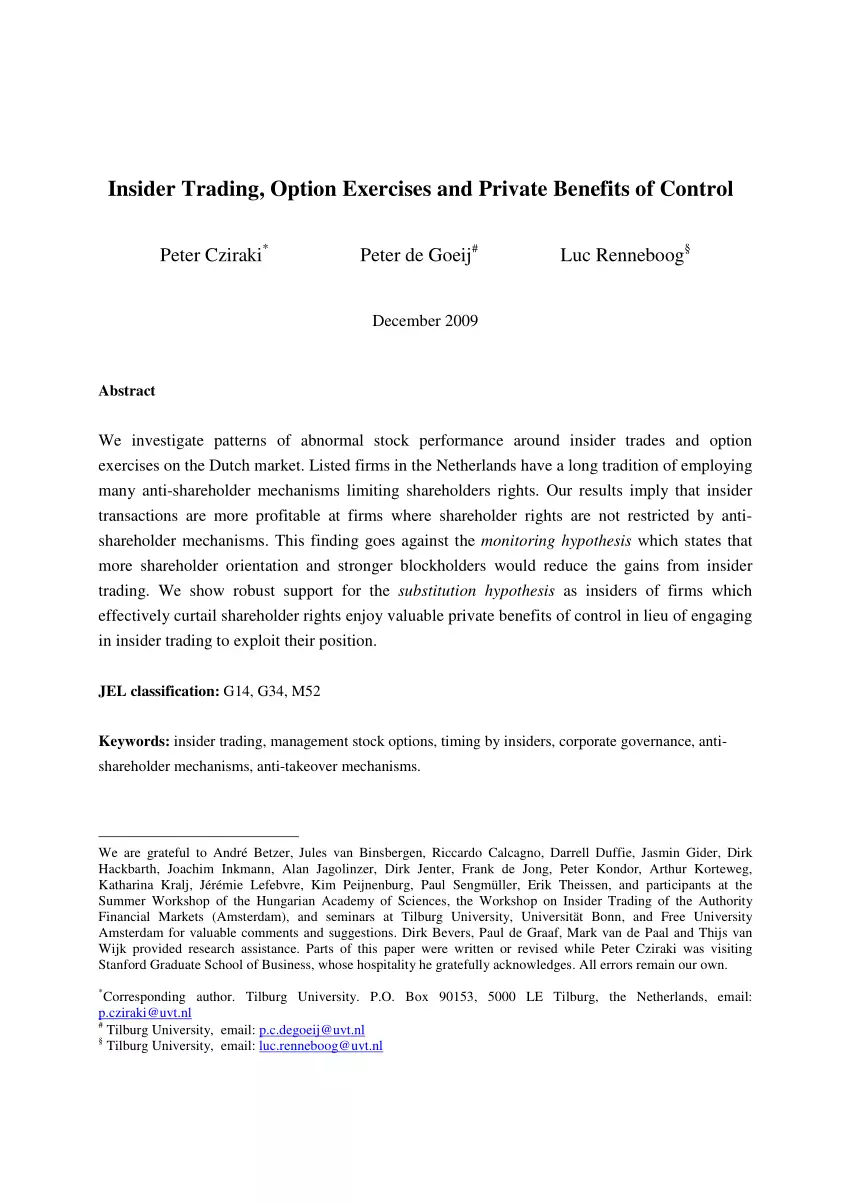 Insider Trading, Option Exercises and Private Benefits of Control
Peter Cziraki* Peter de Goeij# Luc Renneboog§
December 2009
Abstract
We investigate patterns of abnormal stock performance around insider trades and option
exercises on the Dutch market. Listed firms in the Netherlands have a long tradition of employing
many anti-shareholder mechanisms limiting shareholders rights. Our results imply that insider
transactions are more profitable at firms where shareholder rights are not restricted by anti-
shareholder mechanisms. This finding goes against the monitoring hypothesis which states that
more shareholder orientation and stronger blockholders would reduce the gains from insider
trading. We show robust support for the substitution hypothesis as insiders of firms which
effectively curtail shareholder rights enjoy valuable private benefits of control in lieu of engaging
in insider trading to exploit their position.
JEL classification: G14, G34, M52
Keywords: insider trading, management stock options, timing by insiders, corporate governance, anti-
shareholder mechanisms, anti-takeover mechanisms.
We are grateful to André Betzer, Jules van Binsbergen, Riccardo Calcagno, Darrell Duffie, Jasmin Gider, Dirk
Hackbarth, Joachim Inkmann, Alan Jagolinzer, Dirk Jenter, Frank de Jong, Peter Kondor, Arthur Korteweg,
Katharina Kralj, Jérémie Lefebvre, Kim Peijnenburg, Paul Sengmüller, Erik Theissen, and participants at the
Summer Workshop of the Hungarian Academy of Sciences, the Workshop on Insider Trading of the Authority
Financial Markets (Amsterdam), and seminars at Tilburg University, Universität Bonn, and Free University
Amsterdam for valuable comments and suggestions. Dirk Bevers, Paul de Graaf, Mark van de Paal and Thijs van
Wijk provided research assistance. Parts of this paper were written or revised while Peter Cziraki was visiting
Stanford Graduate School of Business, whose hospitality he gratefully acknowledges. All errors remain our own.
*Corresponding author. Tilburg University. P.O. Box 90153, 5000 LE Tilburg, the Netherlands, email:
p.cziraki@uvt.nl
# Tilburg University, email: p.c.degoeij@uvt.nl
§ Tilburg University, email: luc.renneboog@uvt.nl